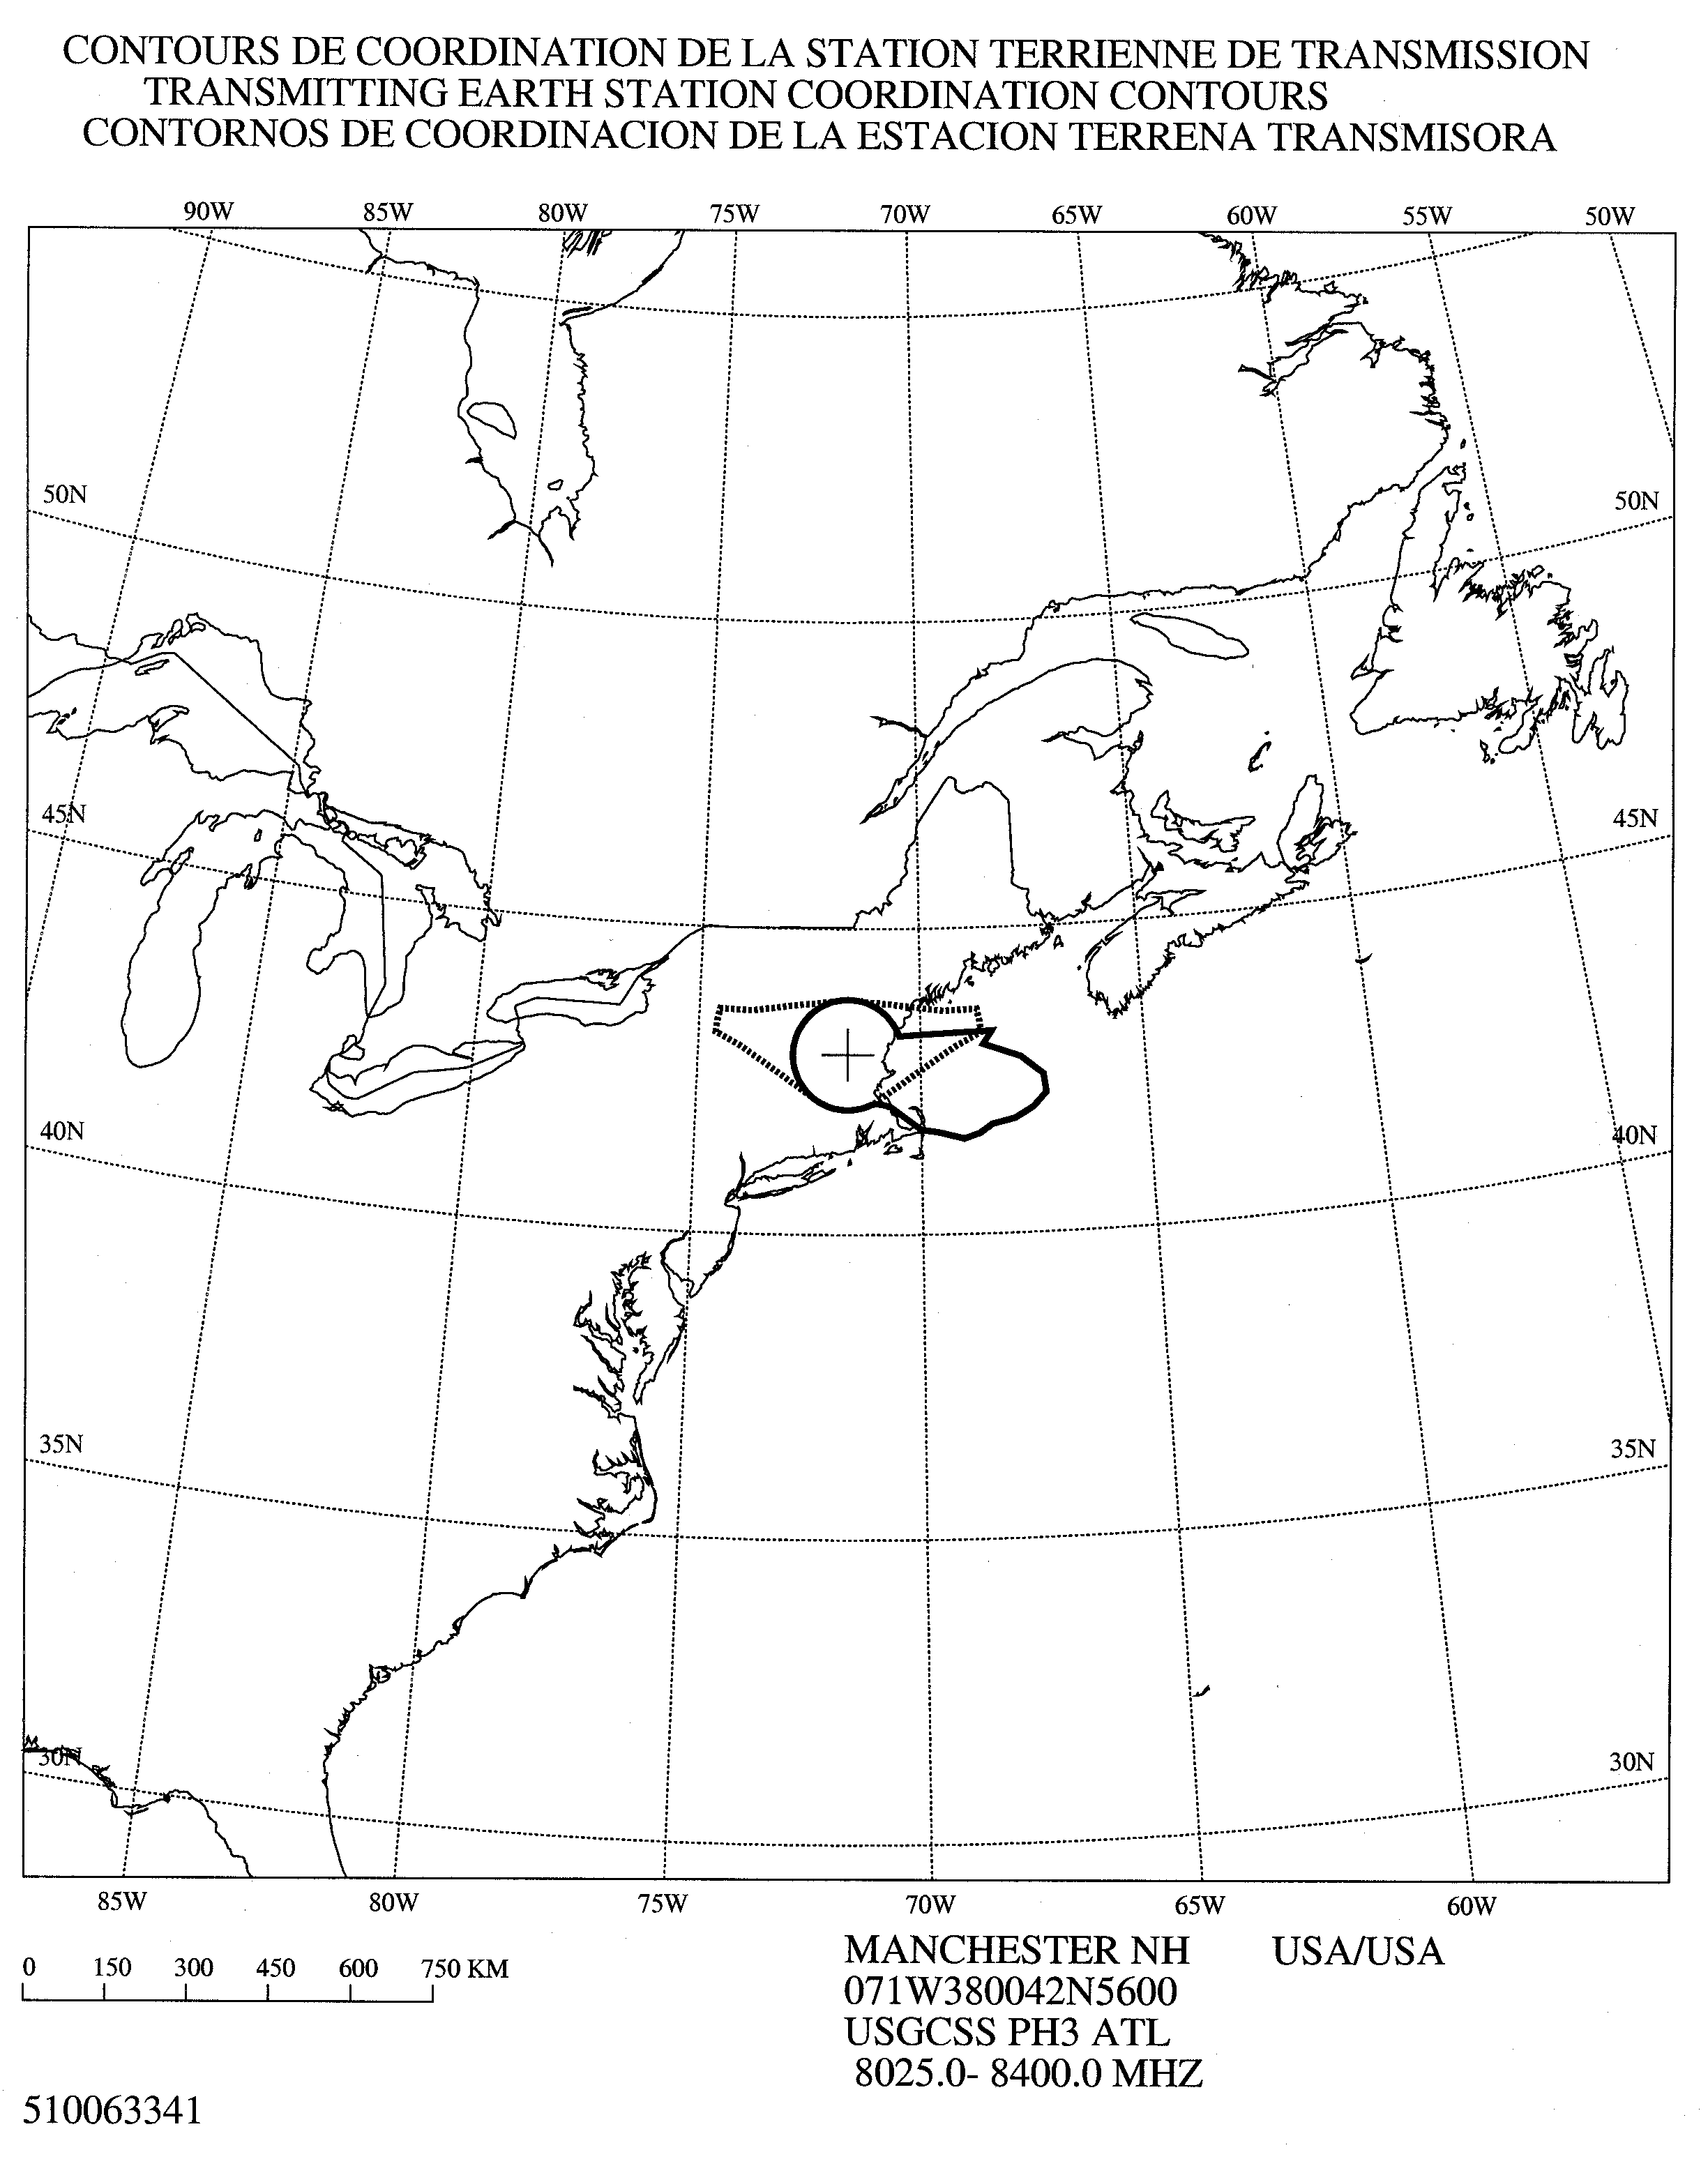 CONTOURS DE COORDINATION DE LA STATION TERRIENNE DE TRANSMISSION
TRANSMITTING EARTH STATION COORDINATION CONTOURS
CONTORNOS DE COORDINACION DE LA ESTACION TERRENA TRANSMISORA
90W 85W 80W 75W 70W 65W 60W 55W 50W
50N 50N
45N 45N
40N 40N
35N 35N
30N 30N
85W 80W 75W 70W 65W 60W
0 150 300 450 600 750 KM
MANCHESTER NH USA/USA
071W380042N5600
USGCSS PH3 ATL
8025.0- 8400.0 MHZ
510063341